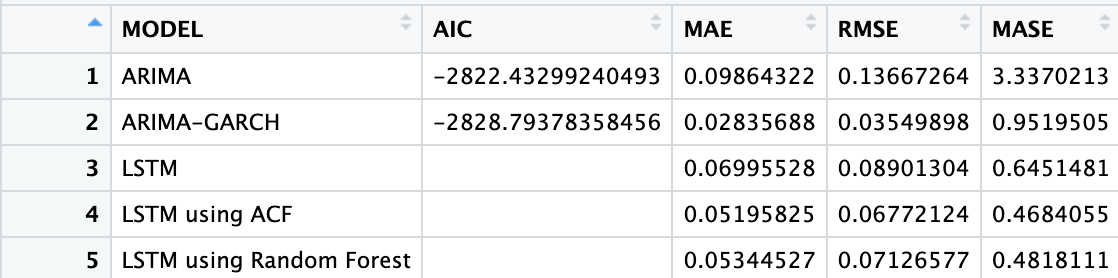 MODEL AIC MAE RMSE MASE
1 ARIMA -2822.43299240493 0.09864322 0.13667264 3.3370213
2 ARIMA-GARCH -2828.79378358456 0.02835688 0.03549898 0.9519505
3 LSTM 0.06995528 0.08901304 0.6451481
4 LSTM using ACF 0.05195825 0.06772124 0.4684055
5 LSTM using Random Forest 0.05344527 0.07126577 0.4818111